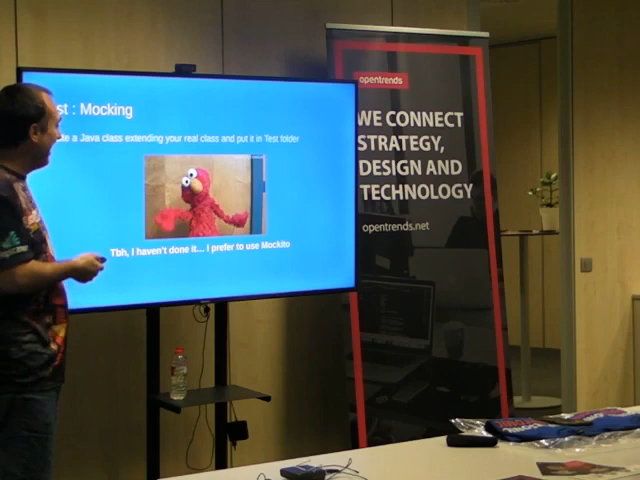 st : Mocking
te a Java class extending your real class and put it in Test folder
Tbh, I haven't done it... I prefer to use Mockito
opentrends
WE CONNECT
STRATEGY,
DESIGN AND
TECHNOLOGY
opentrends.net